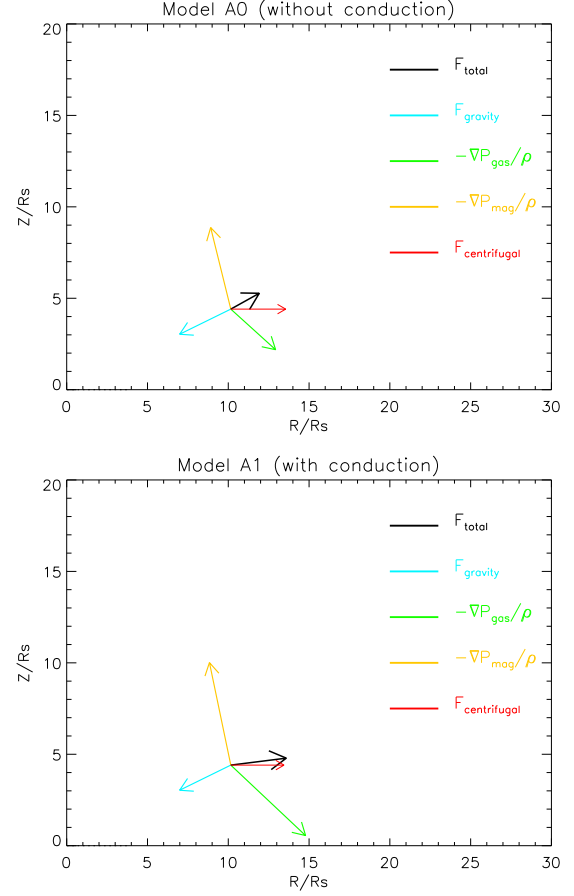 Model A0 (without conduction)
20
15
10
5
0
Z/Rs
F_total
F_gravity
−∇P_gas/ρ
−∇P_mag/ρ
F_centrifugal
0 5 10 15 20 25 30
R/Rs
Model A1 (with conduction)
20
15
10
5
0
Z/Rs
F_total
F_gravity
−∇P_gas/ρ
−∇P_mag/ρ
F_centrifugal
0 5 10 15 20 25 30
R/Rs